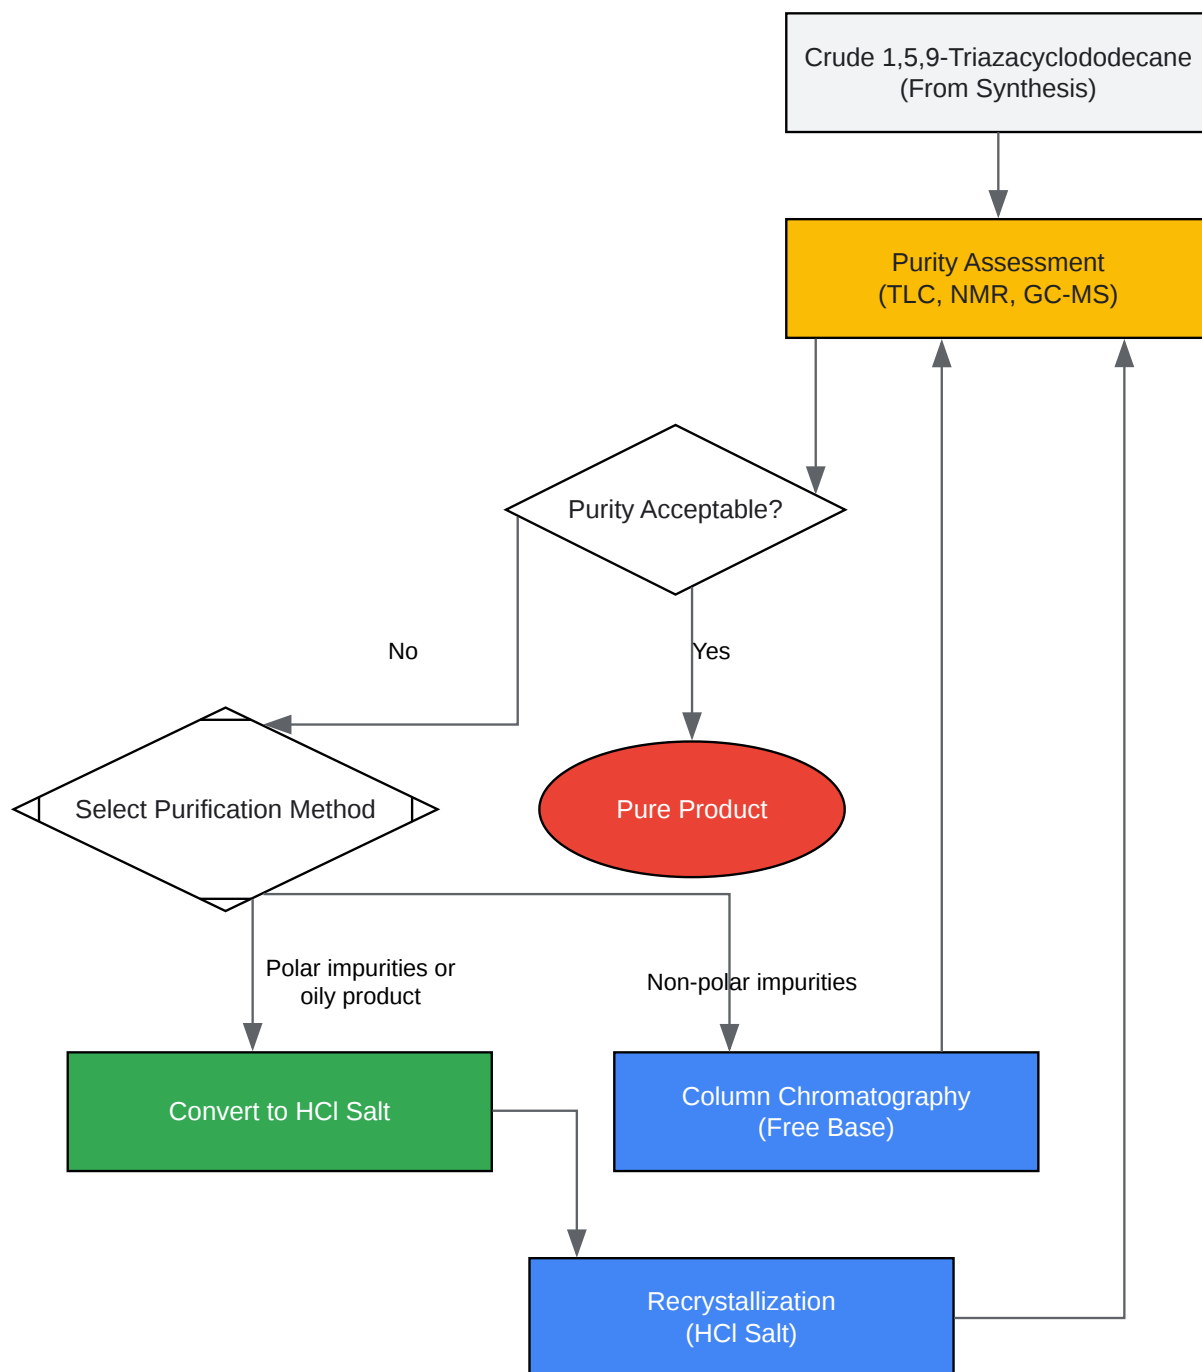 Crude 1,5,9-Triazacyclododecane
(From Synthesis)
Purity Assessment
(TLC, NMR, GC-MS)
Purity Acceptable?
No
Yes
Select Purification Method
Pure Product
Polar impurities or
oily product
Non-polar impurities
Convert to HCl Salt
Column Chromatography
(Free Base)
Recrystallization
(HCl Salt)